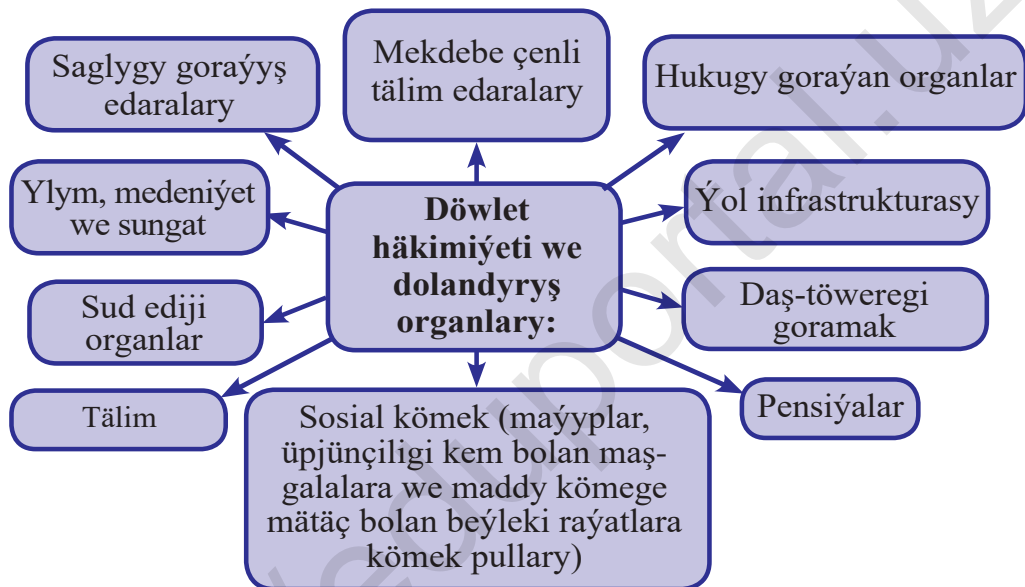 Saglygy goraýyş
edaralary
Mekdebe çenli
tälim edaralary
Hukugy goraýan organlar
Ylym, medeniýet
we sungat
Döwlet
häkimiýeti we
dolandyryş
organlary:
Ýol infrastrukturasy
Sud ediji
organlar
Daş-töweregi
goramak
Tälim
Sosial kömek (maýyplar,
üpjünçiligi kem bolan maş-
galalara we maddy kömege
mätäç bolan beýleki raýatlara
kömek pullary)
Pensiýalar
eduportal.uz